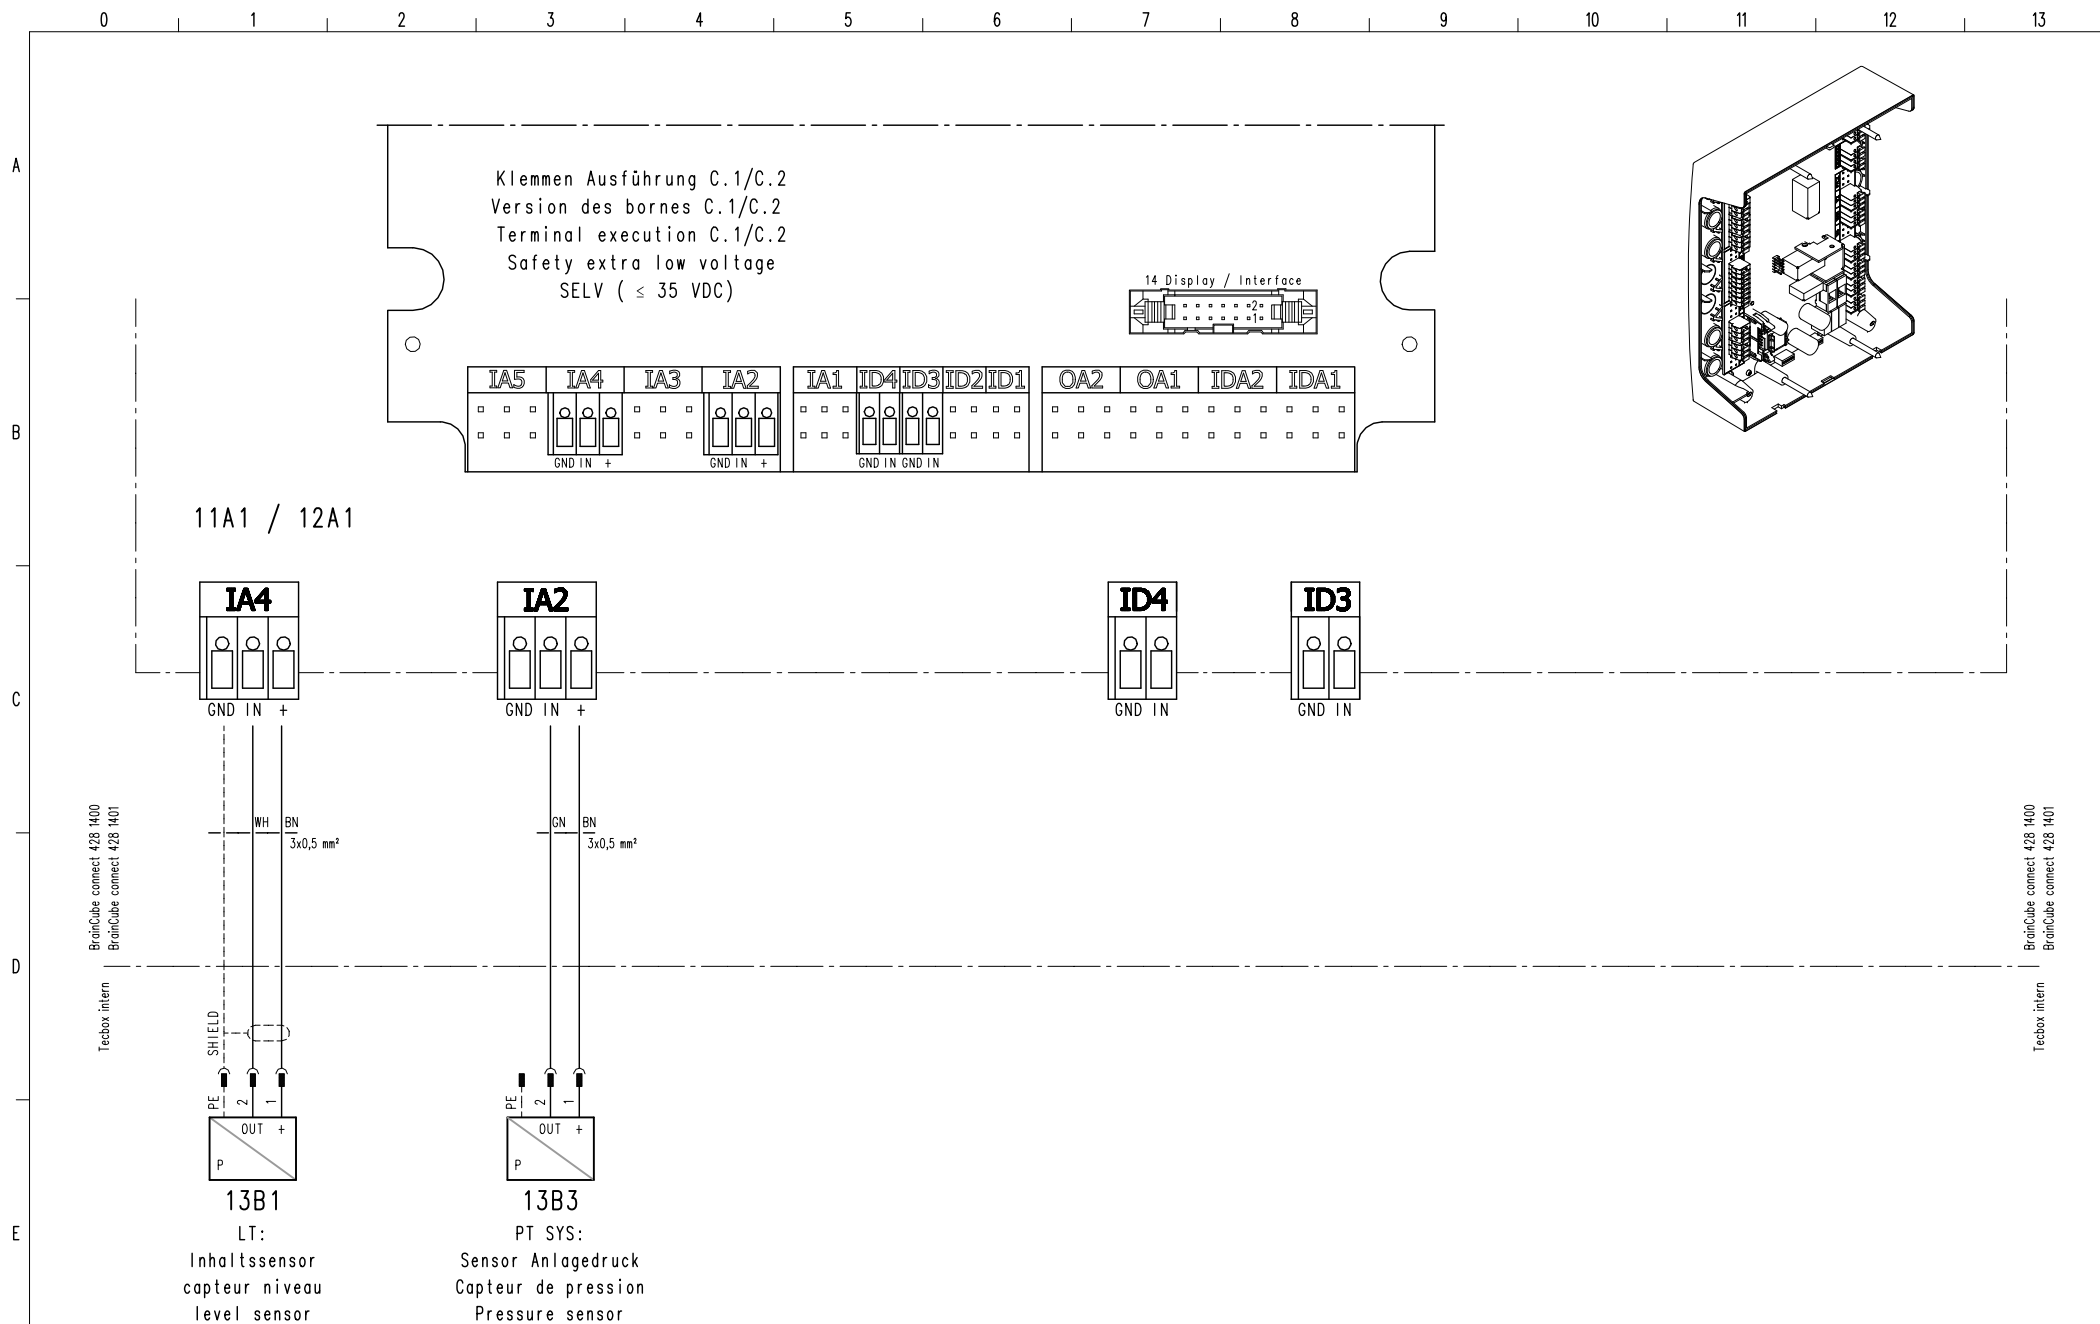 0 1 2 3 4 5 6 7 8 9 10 11 12 13
A
Klemmen Ausführung C.1/C.2
Version des bornes C.1/C.2
Terminal execution C.1/C.2
Safety extra low voltage
SELV ( ≤ 35 VDC)
14 Display / Interface
2
1
IA5 IA4 IA3 IA2 IA1 ID4 ID3 ID2 ID1 OA2 OA1 IDA2 IDA1
B
GND IN + GND IN + GND IN GND IN
11A1 / 12A1
IA4 IA2 ID4 ID3
C
GND IN + GND IN + GND IN GND IN
WH BN GN BN
3x0,5 mm² 3x0,5 mm²
BrainCube connect 428 1400
BrainCube connect 428 1401
BrainCube connect 428 1400
BrainCube connect 428 1401
D
Tecbox intern
Tecbox intern
SHIELD
PE 2 1 PE 2 1
OUT + OUT +
P P
13B1 13B3
E
LT:
Inhaltssensor
capteur niveau
level sensor
PT SYS:
Sensor Anlagedruck
Capteur de pression
Pressure sensor